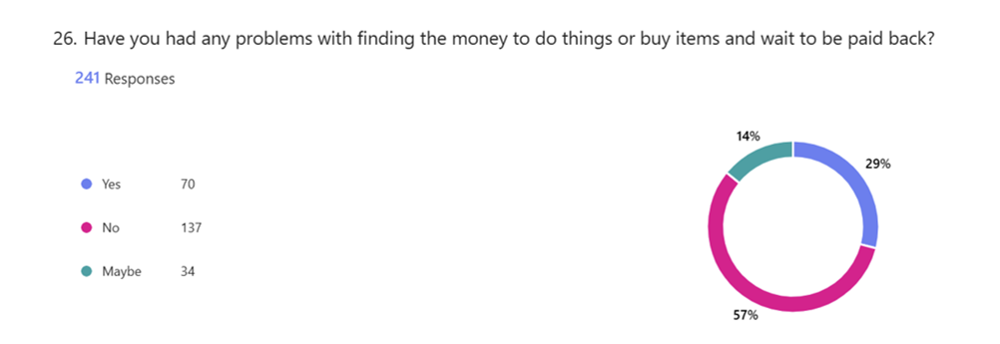 26. Have you had any problems with finding the money to do things or buy items and wait to be paid back?
241 Responses
Yes 70
No 137
Maybe 34
14%
29%
57%